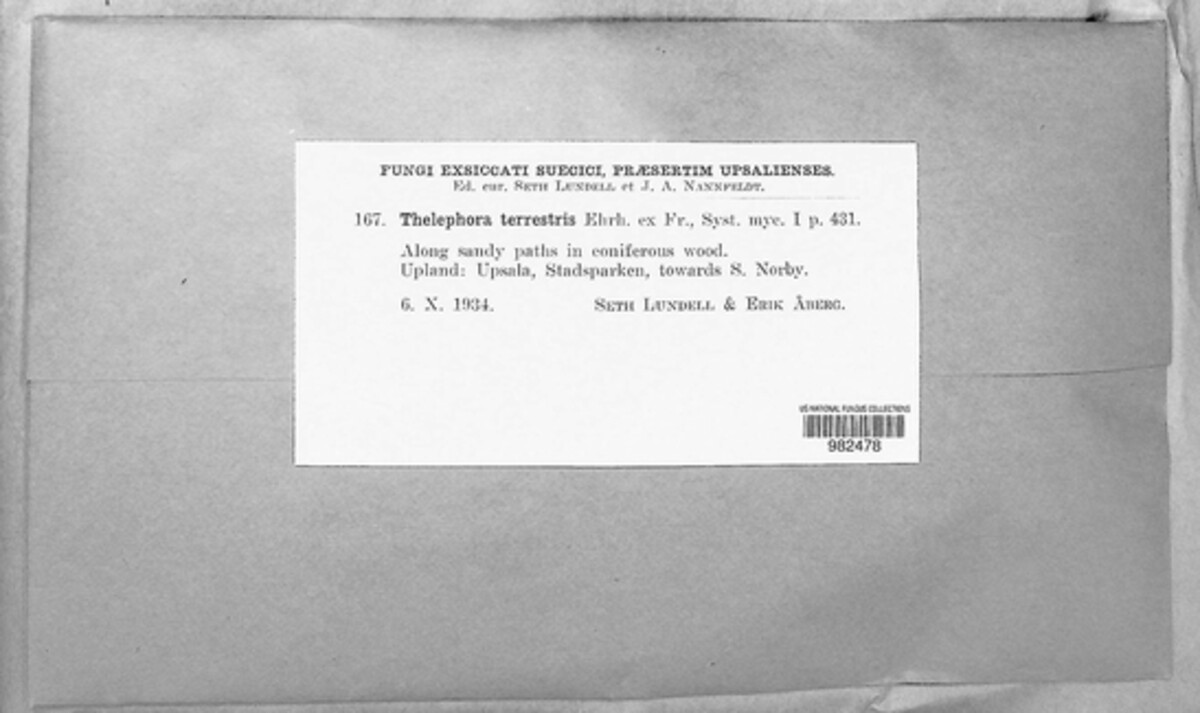 FUNGI EXSICCATI SUECICI, PRÆSERTIM UPSALIENSES.
Ed. cur. SETH LUNDELL et J. A. NANNFELDT.
167. Thelephora terrestris Ehrh. ex Fr., Syst. myc. I p. 431.
Along sandy paths in coniferous wood.
Upland: Upsala, Stadsparken, towards S. Norby.
6. X. 1934. SETH LUNDELL & ERIK ÅBERG.
US NATIONAL FUNGUS COLLECTIONS
982478